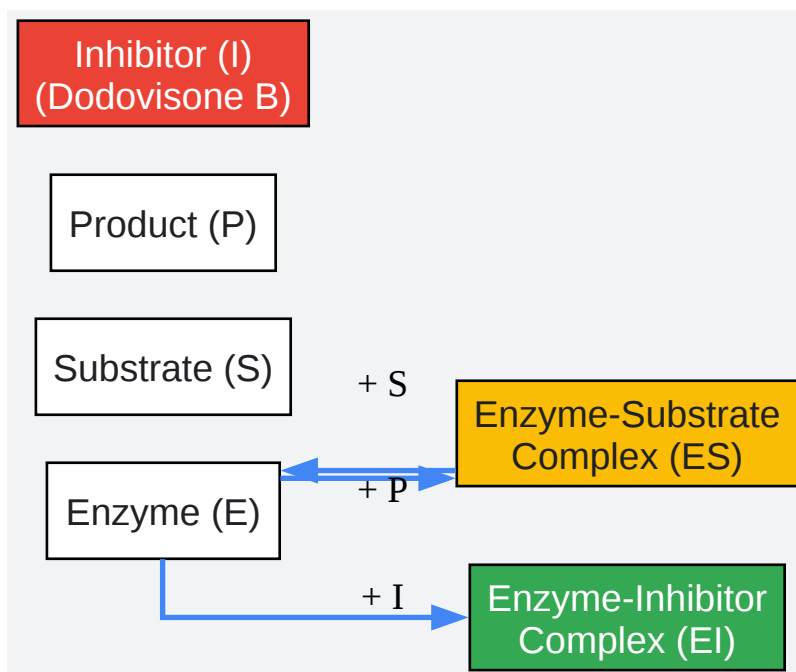 Inhibitor (I)
(Dodovisone B)
Product (P)
Substrate (S)
+ S
Enzyme-Substrate
Complex (ES)
+ P
Enzyme (E)
+ I
Enzyme-Inhibitor
Complex (EI)